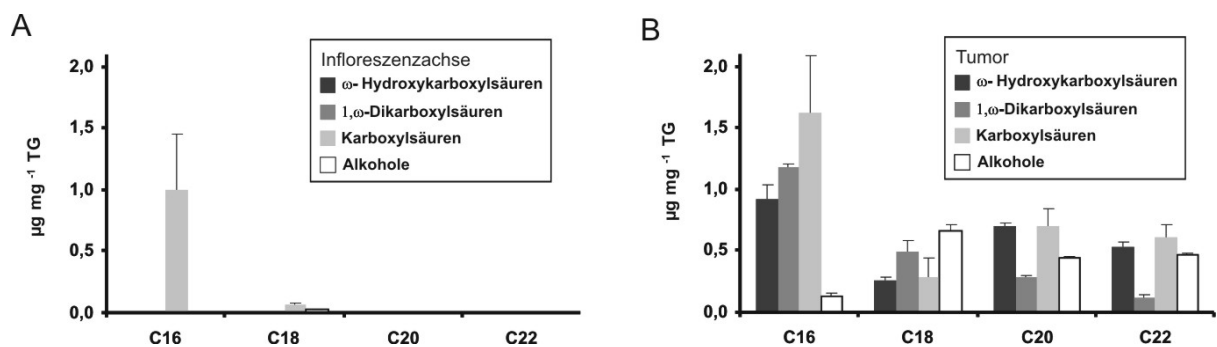 A
Infloreszenzachse
ω- Hydroxykarboxylsäuren
1,ω-Dikarboxylsäuren
Karboxylsäuren
Alkohole
µg mg -1 TG
2,0
1,5
1,0
0,5
0,0
C16 C18 C20 C22
B
Tumor
ω- Hydroxykarboxylsäuren
1,ω-Dikarboxylsäuren
Karboxylsäuren
Alkohole
µg mg -1 TG
2,0
1,5
1,0
0,5
0,0
C16 C18 C20 C22